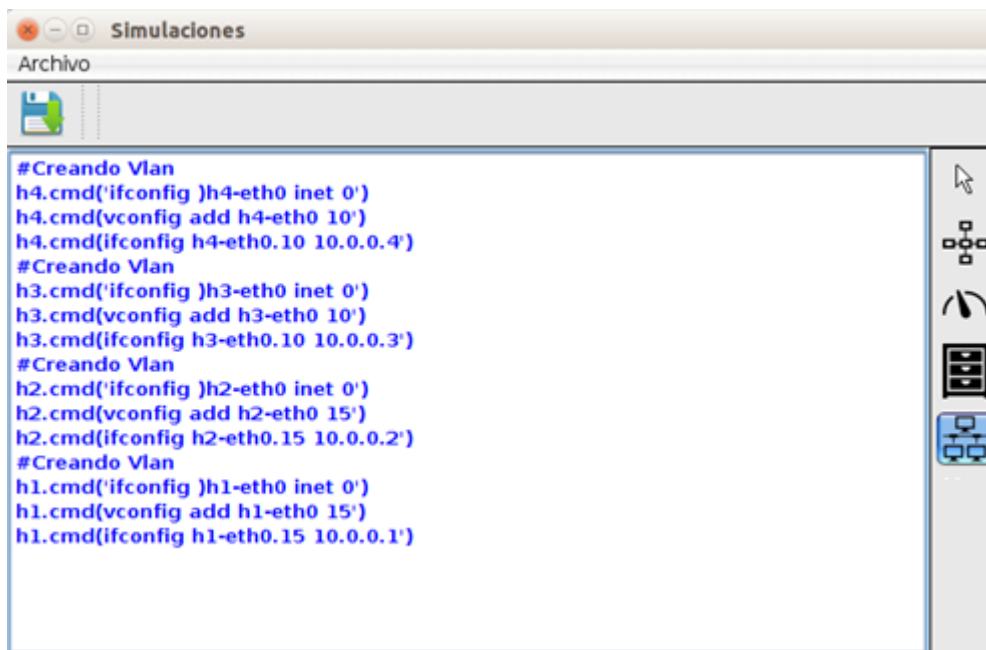 Simulaciones
Archivo
#Creando Vlan
h4.cmd('ifconfig )h4-eth0 inet 0')
h4.cmd(vconfig add h4-eth0 10')
h4.cmd(ifconfig h4-eth0.10 10.0.0.4')
#Creando Vlan
h3.cmd('ifconfig )h3-eth0 inet 0')
h3.cmd(vconfig add h3-eth0 10')
h3.cmd(ifconfig h3-eth0.10 10.0.0.3')
#Creando Vlan
h2.cmd('ifconfig )h2-eth0 inet 0')
h2.cmd(vconfig add h2-eth0 15')
h2.cmd(ifconfig h2-eth0.15 10.0.0.2')
#Creando Vlan
h1.cmd('ifconfig )h1-eth0 inet 0')
h1.cmd(vconfig add h1-eth0 15')
h1.cmd(ifconfig h1-eth0.15 10.0.0.1')